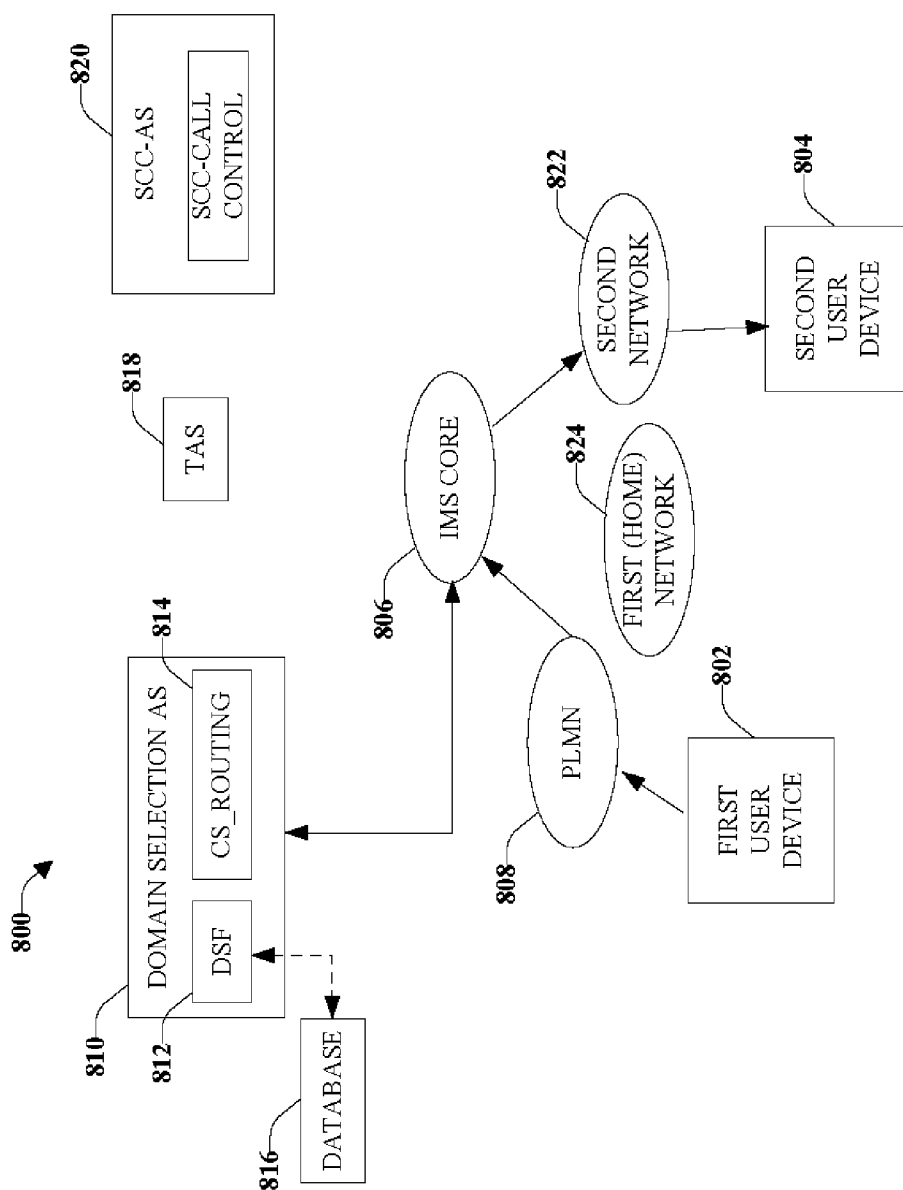 800
810
DOMAIN SELECTION AS
812
DSF
814
CS_ROUTING
816
DATABASE
818
TAS
820
SCC-AS
SCC-CALL
CONTROL
806
IMS CORE
808
PLMN
824
FIRST (HOME)
NETWORK
822
SECOND
NETWORK
802
FIRST
USER
DEVICE
804
SECOND
USER
DEVICE